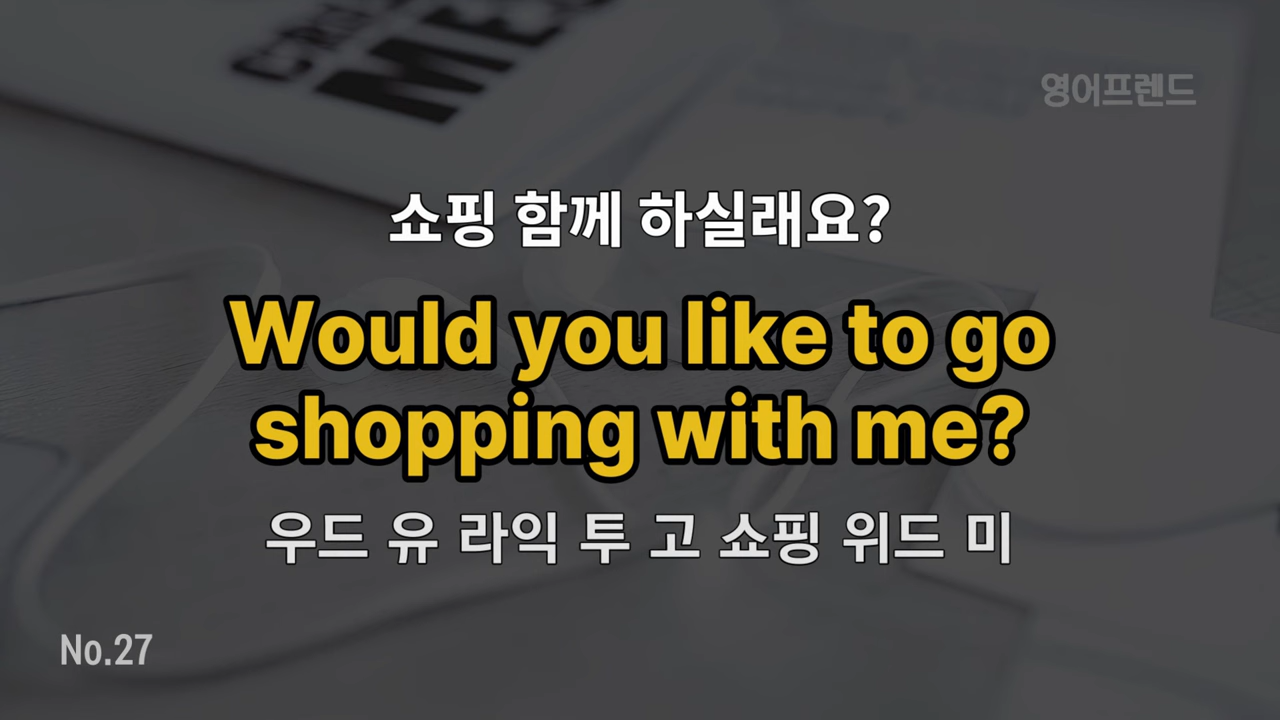 영어프렌드
쇼핑 함께 하실래요?
Would you like to go
shopping with me?
우드 유 라익 투 고 쇼핑 위드 미
No.27